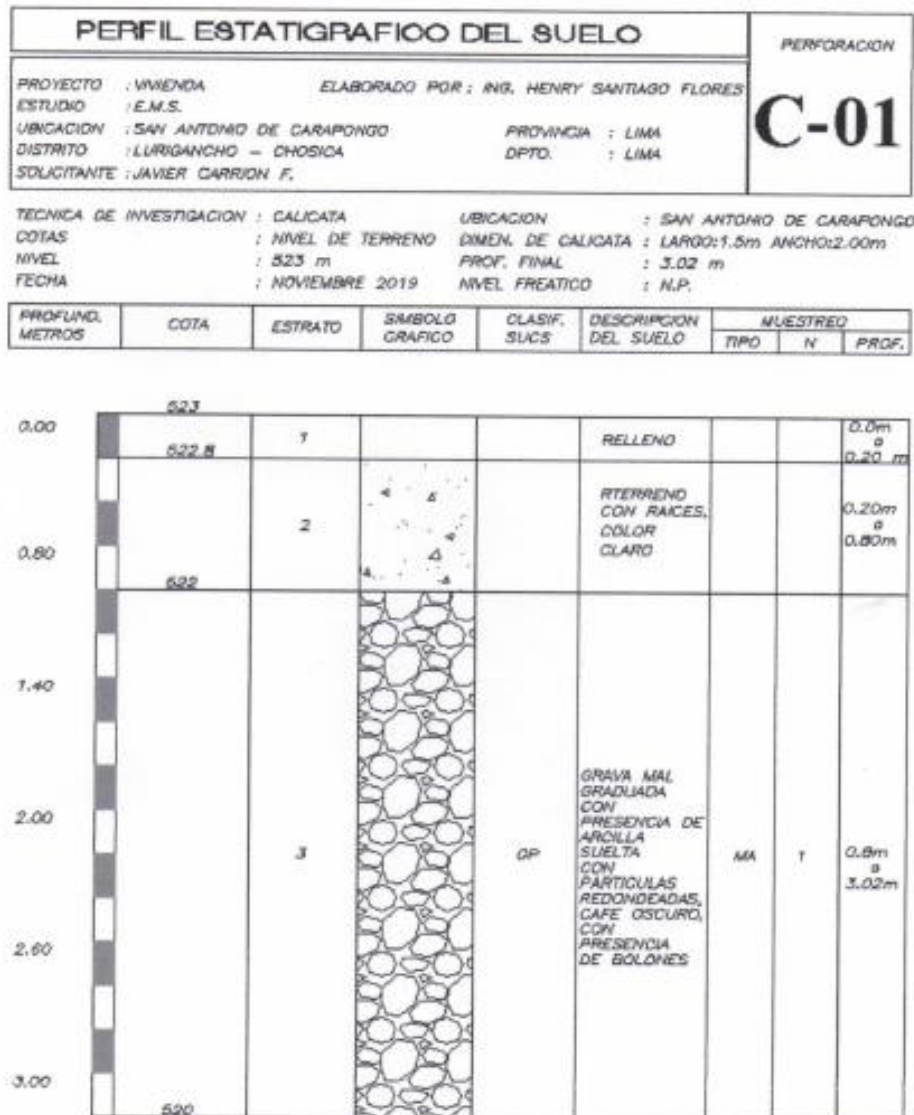 PERFIL ESTATIGRAFICO DEL SUELO
PERFORACION
C-01
PROYECTO : VIVIENDA ELABORADO POR : ING. HENRY SANTIAGO FLORES
ESTUDIO : E.M.S.
UBICACION : SAN ANTONIO DE CARAPONGO PROVINCIA : LIMA
DISTRITO : LURIGANCHO – CHOSICA DPTO. : LIMA
SOLICITANTE : JAVIER CARRION F.
TECNICA DE INVESTIGACION : CALICATA UBICACION : SAN ANTONIO DE CARAPONGO
COTAS : NIVEL DE TERRENO DIMEN. DE CALICATA : LARGO:1.5m ANCHO:2.00m
NIVEL : 523 m PROF. FINAL : 3.02 m
FECHA : NOVIEMBRE 2019 NIVEL FREATICO : N.P.
PROFUND. METROS COTA ESTRATO SIMBOLO GRAFICO CLASIF. SUCS DESCRIPCION DEL SUELO MUESTREO
TIPO N PROF.
523
0.00 1 RELLENO 0.0m
a
522.8 0.20 m
RTERRENO
CON RAICES, 0.20m
2 COLOR a
0.80 CLARO 0.80m
522
1.40
GRAVA MAL
GRADUADA
CON
2.00 PRESENCIA DE
ARCILLA
3 GP SUELTA MA 1 0.8m
CON a
PARTICULAS 3.02m
REDONDEADAS,
CAFE OSCURO,
CON
2.60 PRESENCIA
DE BOLONES
3.00
520